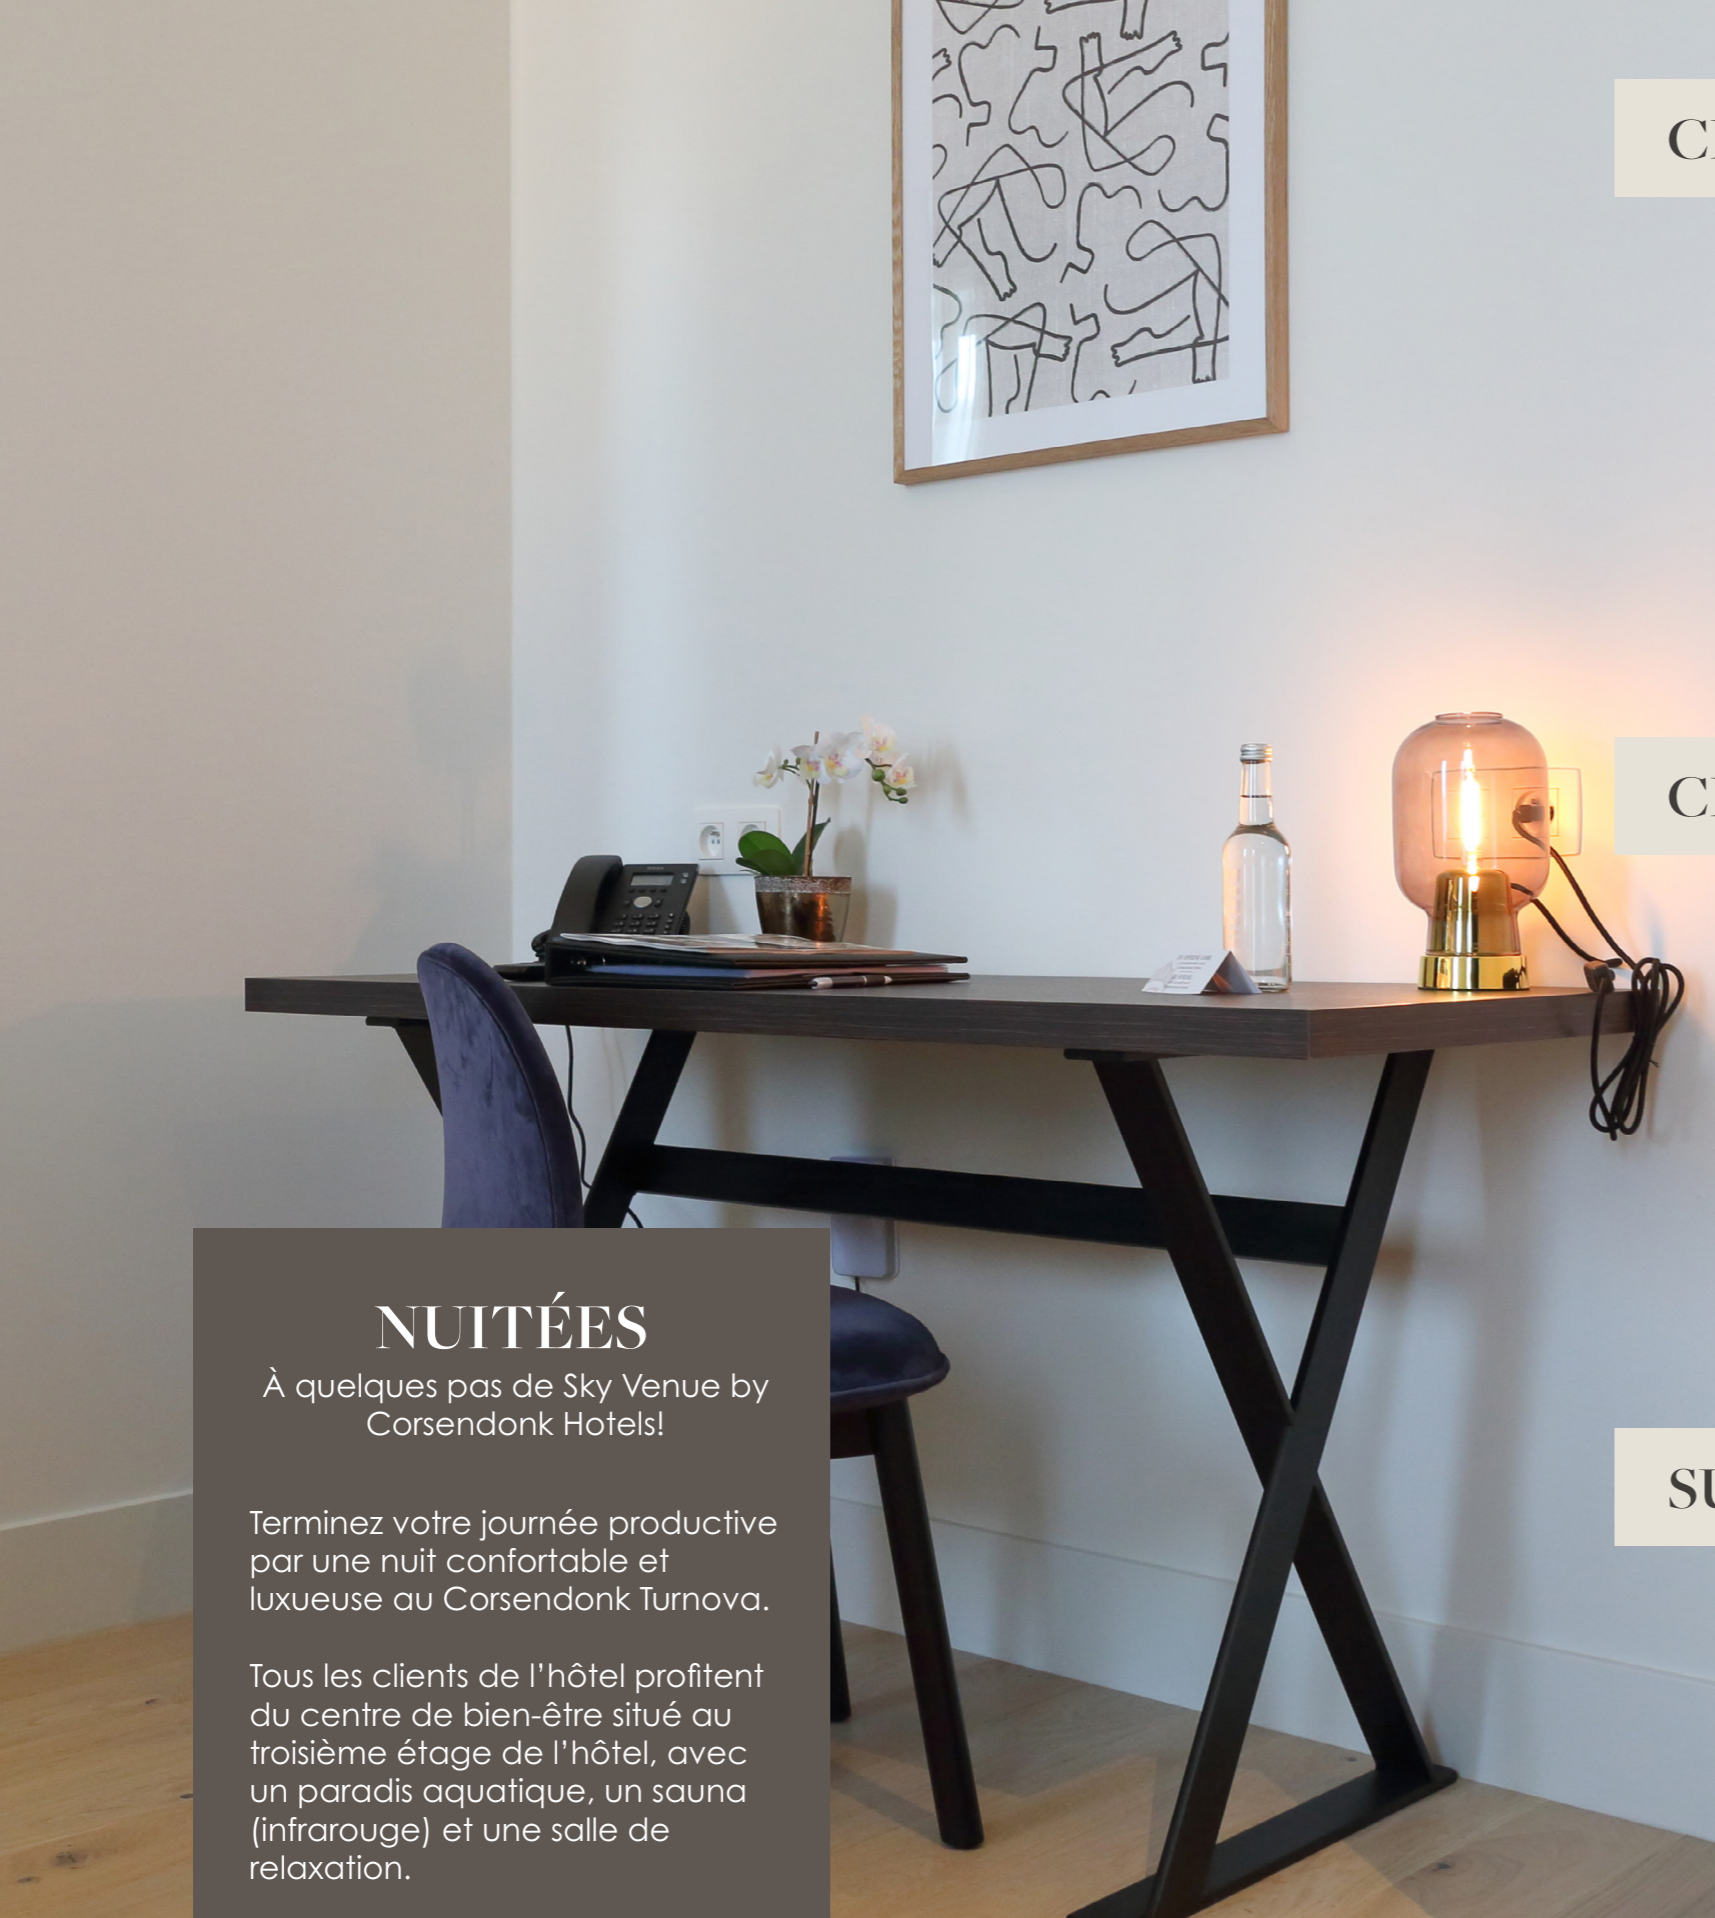 NUITÉES
À quelques pas de Sky Venue by
Corsendonk Hotels!
Terminez votre journée productive
par une nuit confortable et
luxueuse au Corsendonk Turnova.
Tous les clients de l’hôtel profitent
du centre de bien-être situé au
troisième étage de l’hôtel, avec
un paradis aquatique, un sauna
(infrarouge) et une salle de
relaxation.
SU